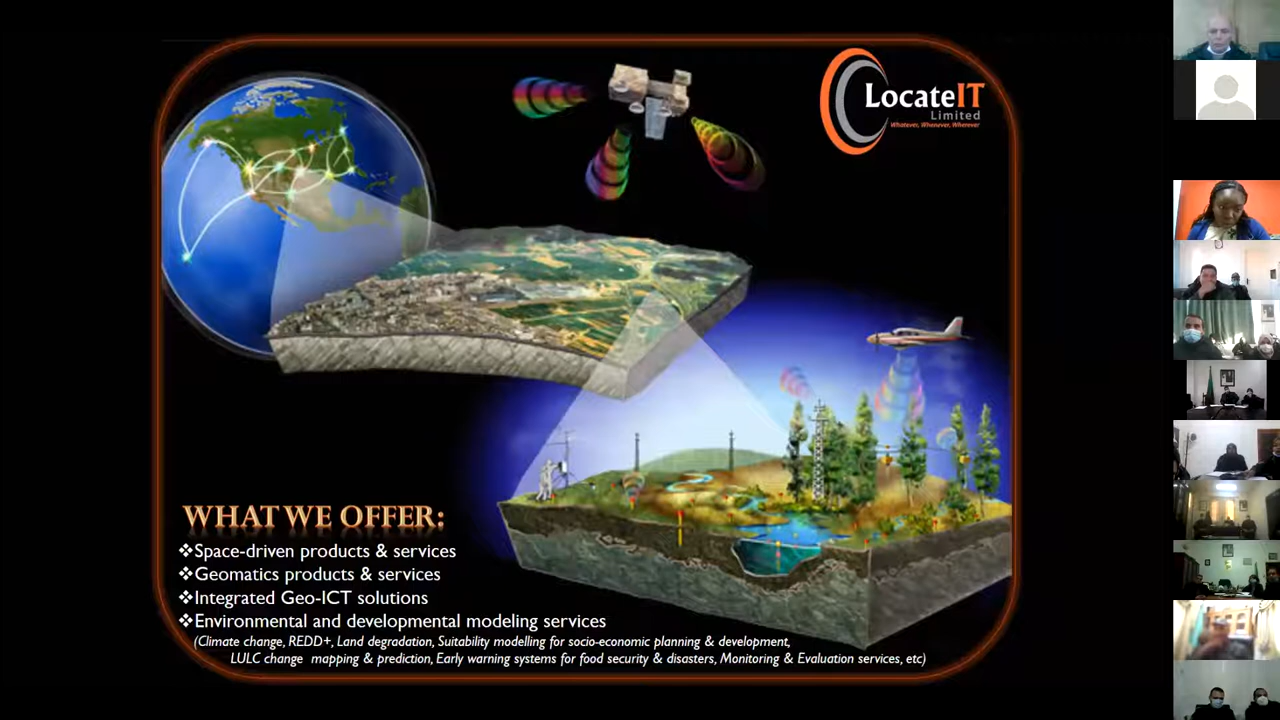 LocateIT
Limited
Whatever, Whenever, Wherever
WHAT WE OFFER:
❖Space-driven products & services
❖Geomatics products & services
❖Integrated Geo-ICT solutions
❖Environmental and developmental modeling services
(Climate change, REDD+, Land degradation, Suitability modelling for socio-economic planning & development,
LULC change mapping & prediction, Early warning systems for food security & disasters, Monitoring & Evaluation services, etc)